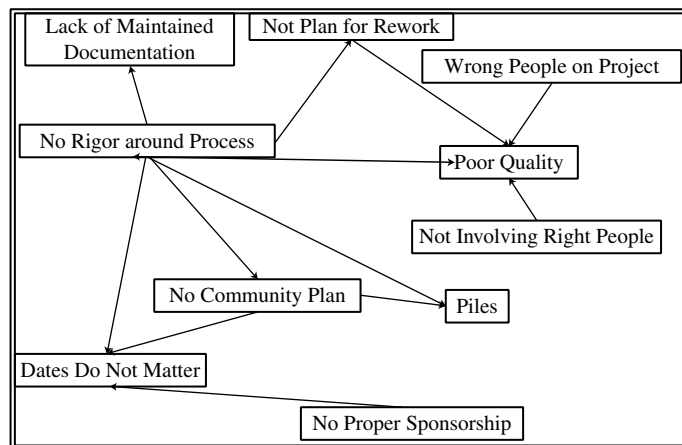 Lack of Maintained
Documentation
Not Plan for Rework
Wrong People on Project
No Rigor around Process
Poor Quality
Not Involving Right People
No Community Plan
Piles
Dates Do Not Matter
No Proper Sponsorship